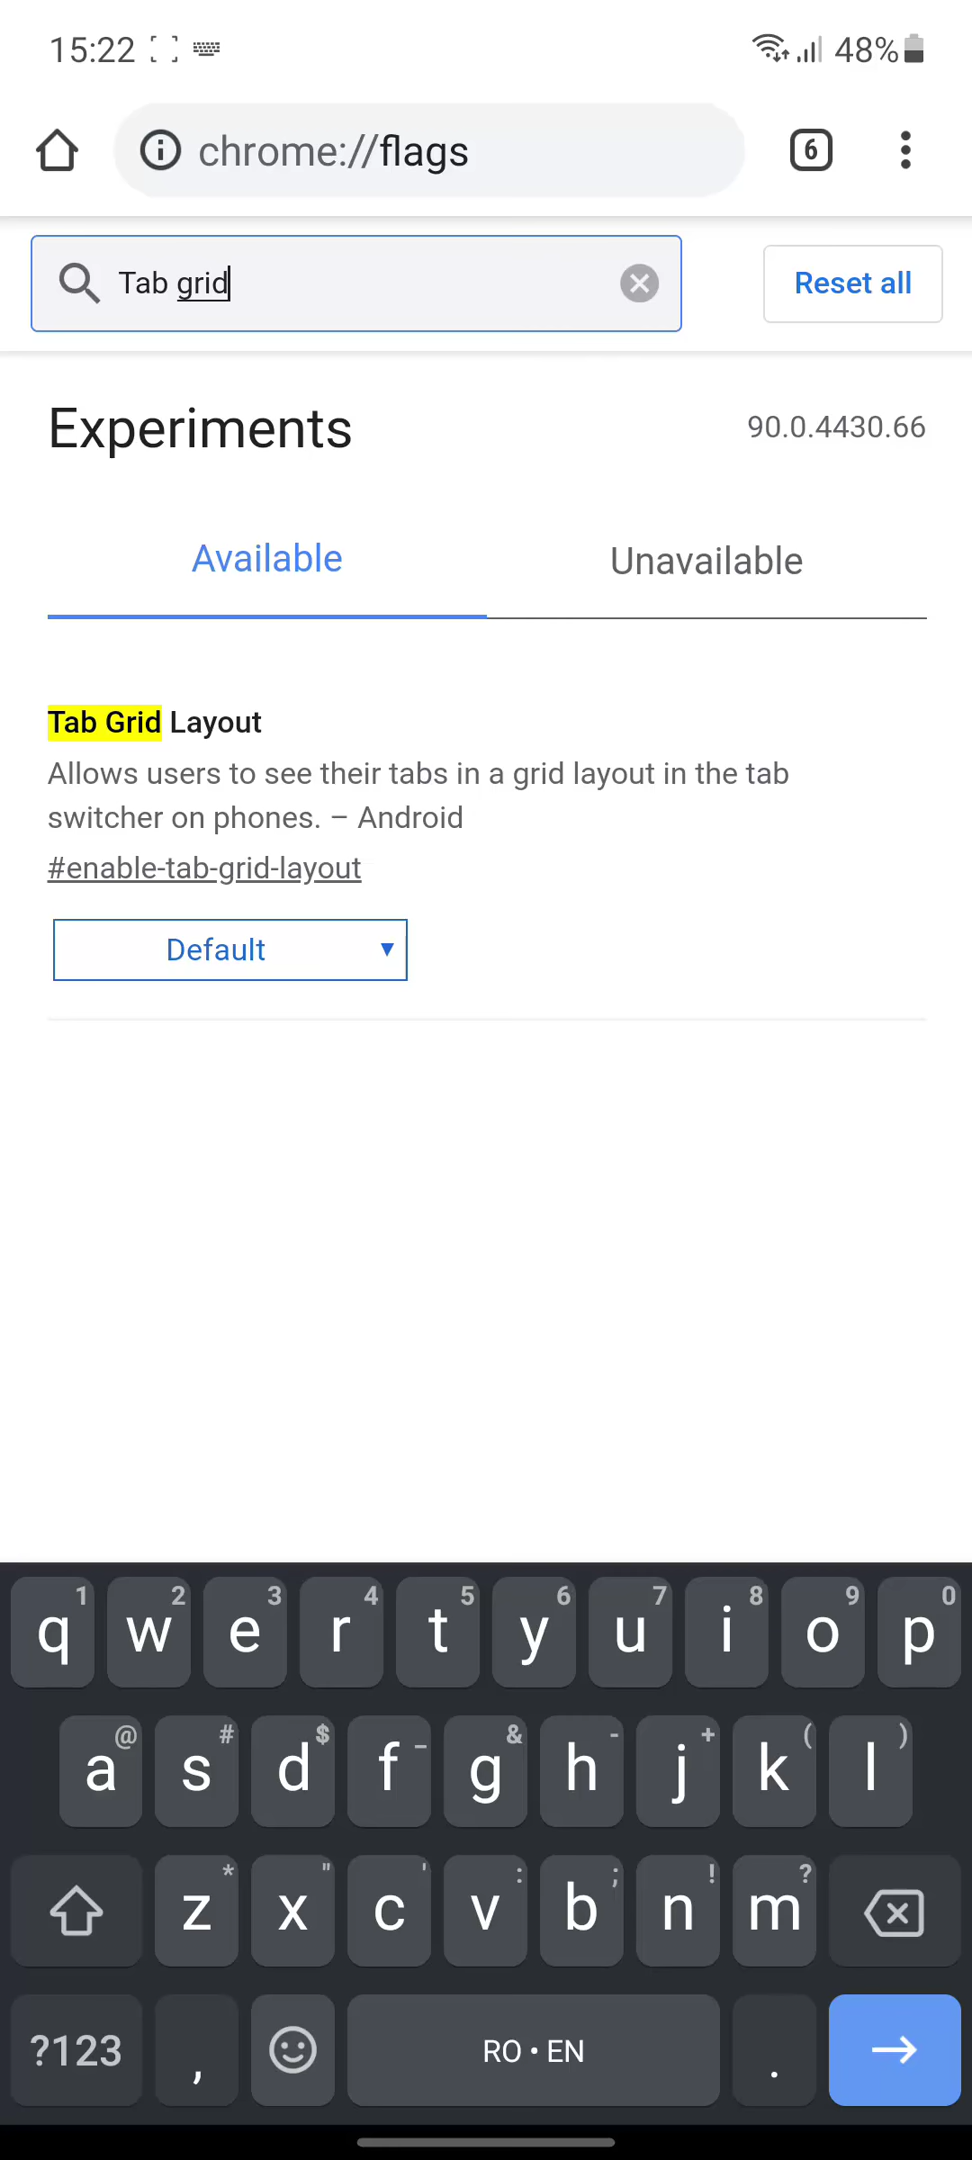 15:22 48%
chrome://flags 6
Tab grid Reset all
Experiments 90.0.4430.66
Available Unavailable
Tab Grid Layout
Allows users to see their tabs in a grid layout in the tab
switcher on phones. – Android
#enable-tab-grid-layout
Default
1 2 3 4 5 6 7 8 9 0
q w e r t y u i o p
@ # $ _ & - + ( )
a s d f g h j k l
* " ' : ; ! ?
z x c v b n m
?123 , RO • EN .